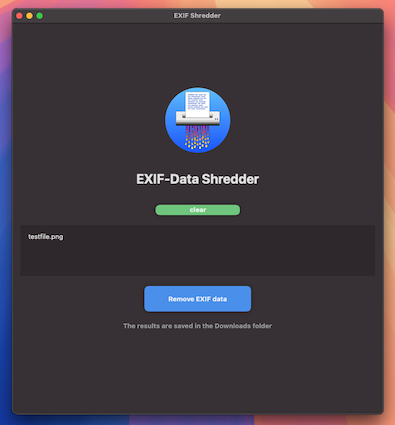 EXIF Shredder
EXIF-Data Shredder
clear
testfile.png
Remove EXIF data
The results are saved in the Downloads folder